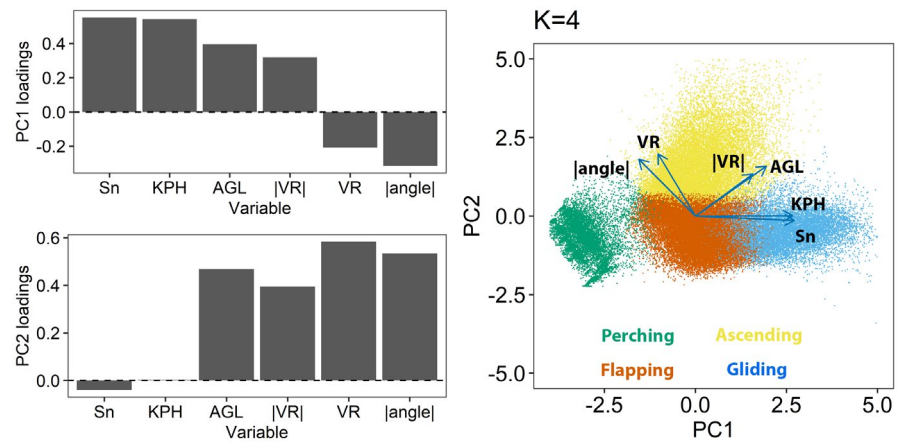 PC1 loadings
0.4
0.2
0.0
-0.2
Sn KPH AGL |VR| VR |angle|
Variable
PC2 loadings
0.6
0.4
0.2
0.0
Sn KPH AGL |VR| VR |angle|
Variable
K=4
PC2
5.0
2.5
0.0
-2.5
-5.0
VR
|angle|
|VR|
AGL
KPH
Sn
Perching Ascending
Flapping Gliding
-2.5 0.0 2.5 5.0
PC1